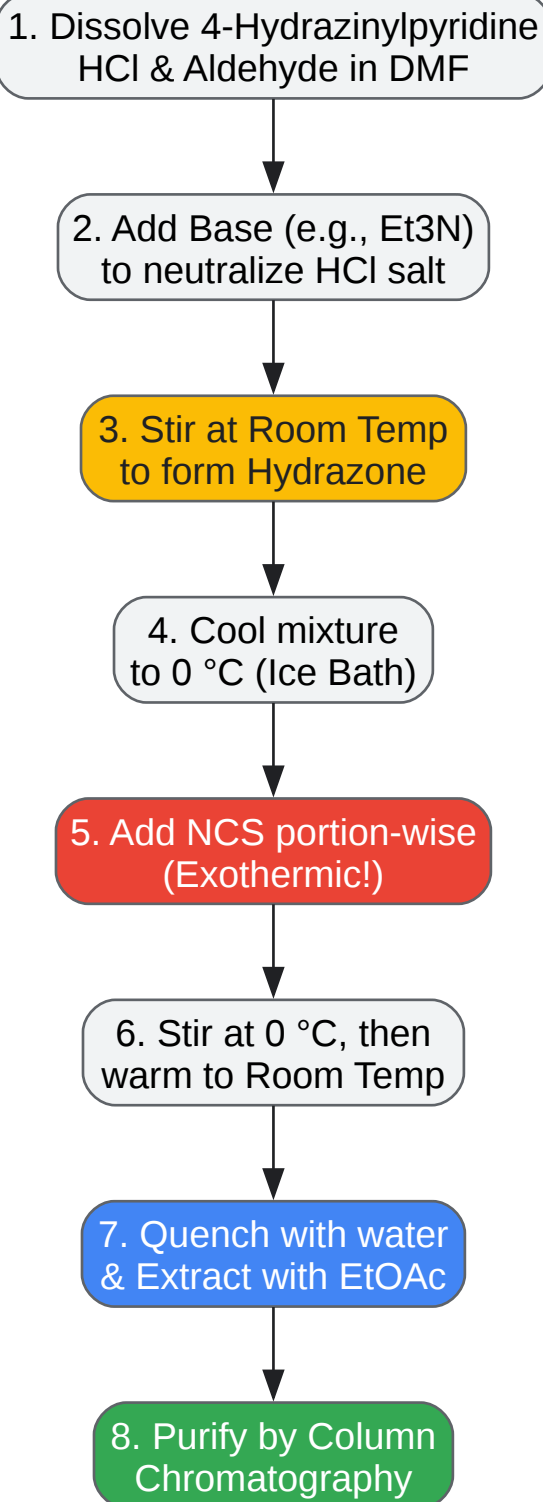 1. Dissolve 4-Hydrazinylpyridine
HCl & Aldehyde in DMF
2. Add Base (e.g., Et3N)
to neutralize HCl salt
3. Stir at Room Temp
to form Hydrazone
4. Cool mixture
to 0 °C (Ice Bath)
5. Add NCS portion-wise
(Exothermic!)
6. Stir at 0 °C, then
warm to Room Temp
7. Quench with water
& Extract with EtOAc
8. Purify by Column
Chromatography